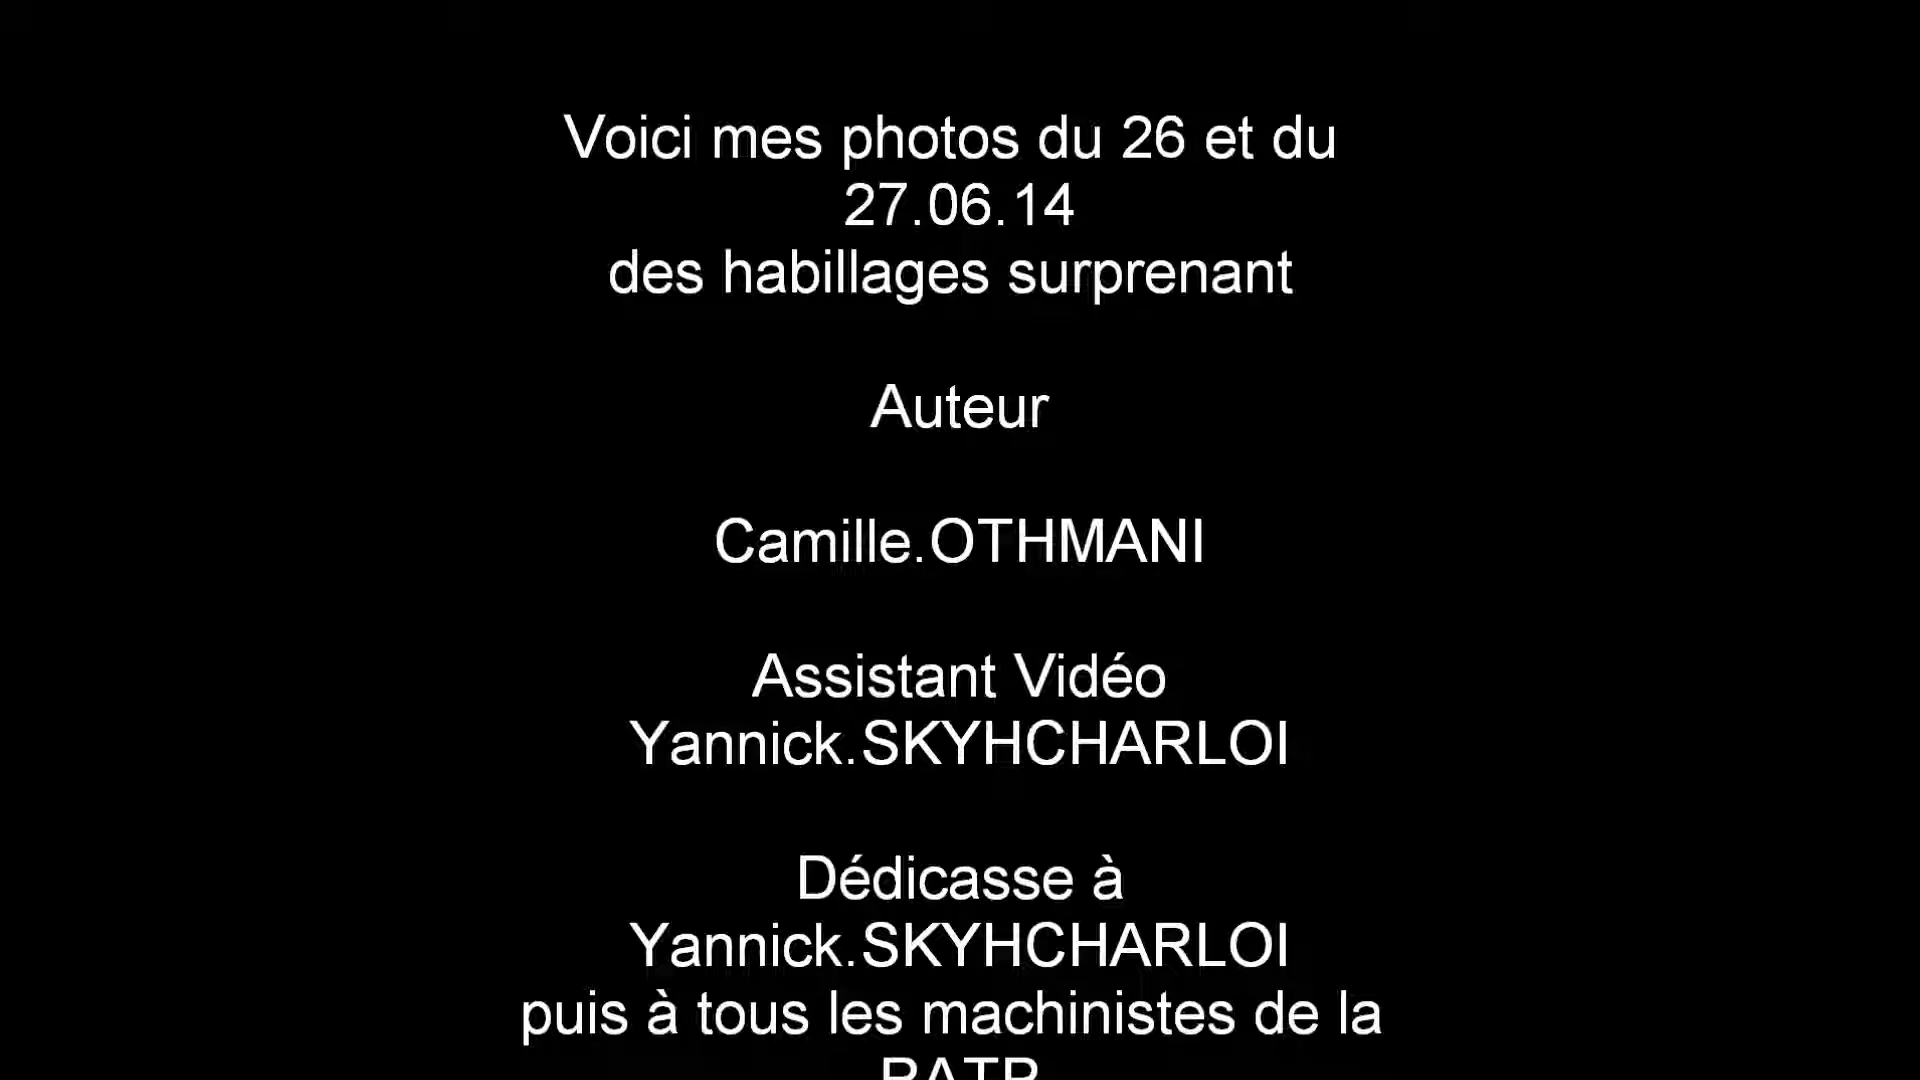 Voici mes photos du 26 et du
27.06.14
des habillages surprenant
Auteur
Camille.OTHMANI
Assistant Vidéo
Yannick.SKYHCHARLOI
Dédicasse à
Yannick.SKYHCHARLOI
puis à tous les machinistes de la
RATP